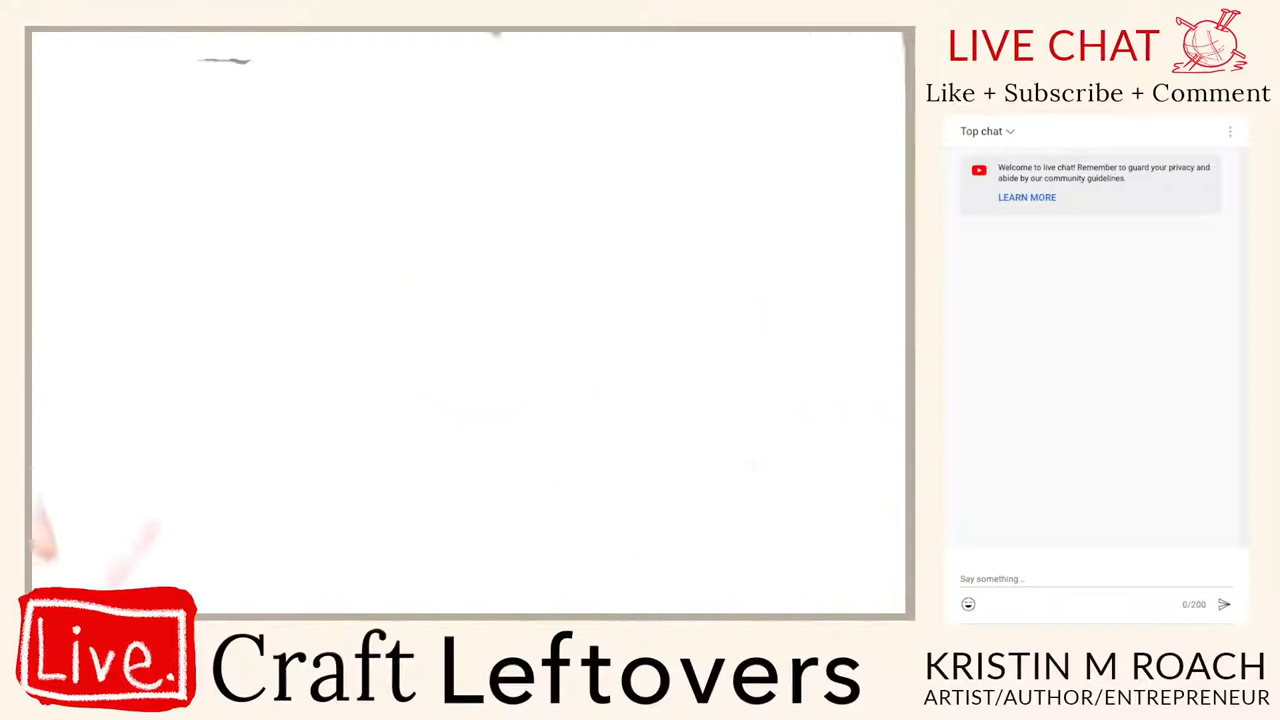 LIVE CHAT
Like + Subscribe + Comment
Top chat
Welcome to live chat! Remember to guard your privacy and
abide by our community guidelines.
LEARN MORE
Say something...
0/200
Live.
Craft Leftovers
KRISTIN M ROACH
ARTIST/AUTHOR/ENTREPRENEUR